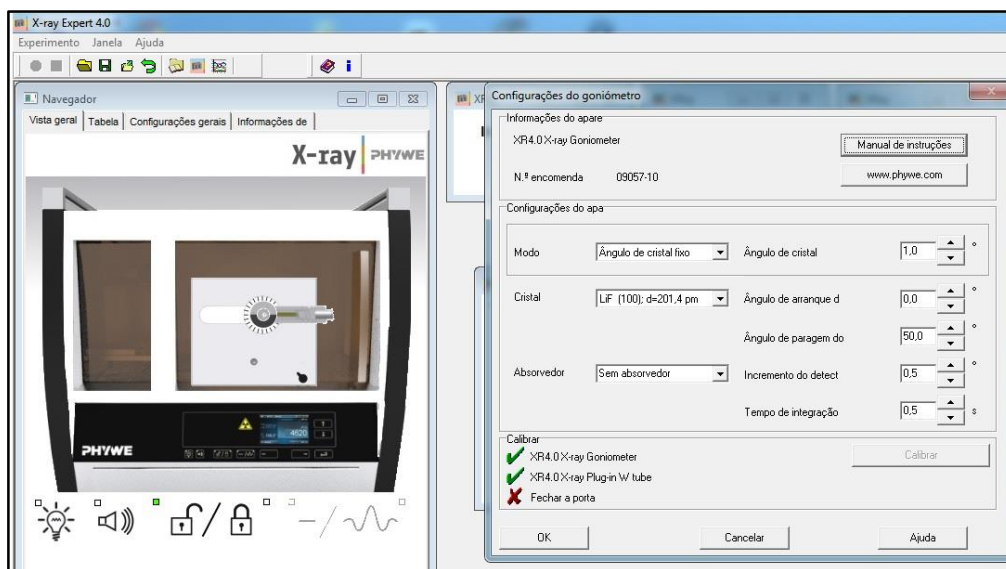 X-ray Expert 4.0
Experimento Janela Ajuda
Navegador
Vista geral Tabela Configurações gerais Informações de
X-ray PHYWE
4620
PHYWE
Configurações do goniómetro
Informações do apare
XR4.0 X-ray Goniometer
Manual de instruções
N.º encomenda 09057-10
www.phywe.com
Configurações do apa
Modo Ângulo de cristal fixo Ângulo de cristal 1,0 °
Cristal LiF (100); d=201,4 pm Ângulo de arranque d 0,0 °
Ângulo de paragem do 50,0 °
Absorvedor Sem absorvedor Incremento do detect 0,5 °
Tempo de integração 0,5 s
Calibrar
XR4.0 X-ray Goniometer
Calibrar
XR4.0 X-ray Plug-in W tube
Fechar a porta
OK Cancelar Ajuda